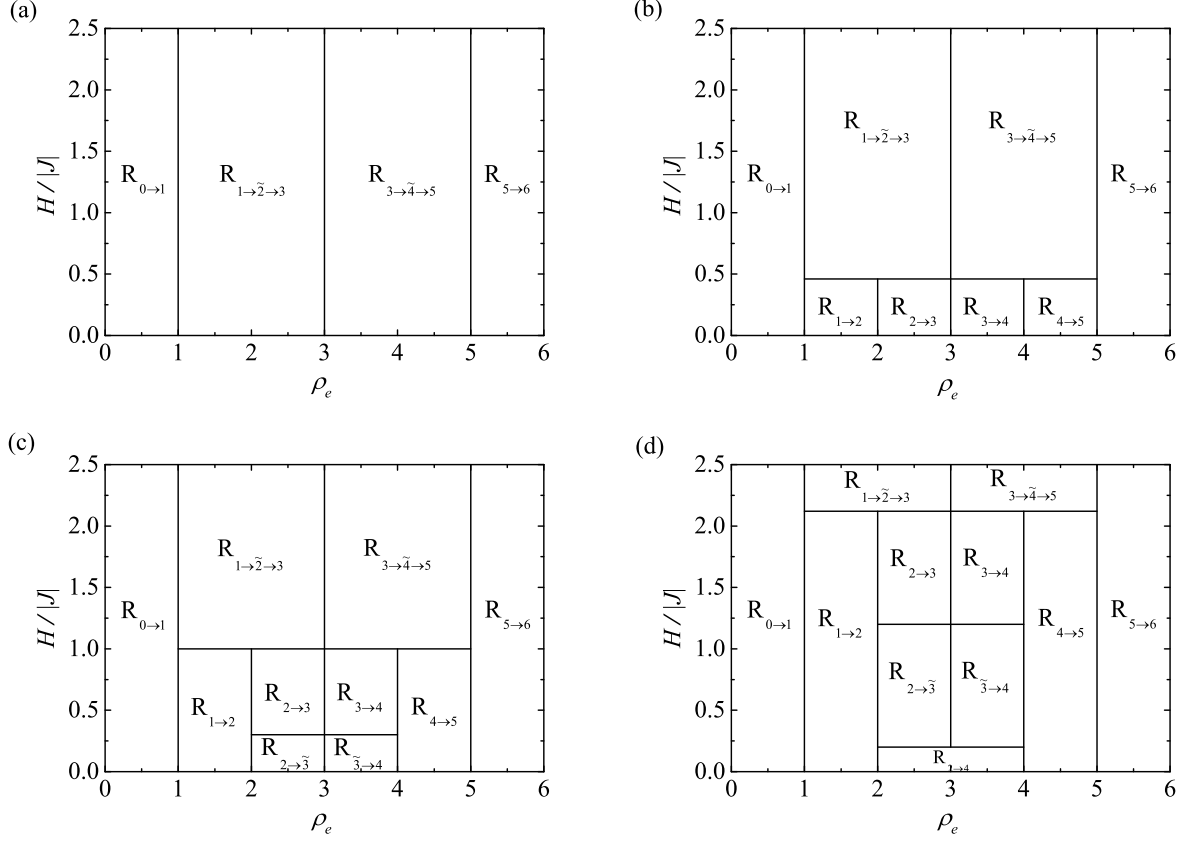 (a)
2.5
2.0
1.5
1.0
0.5
0.0
H / |J|
R₀→₁
R₁→₂̃→₃
R₃→₄̃→₅
R₅→₆
0 1 2 3 4 5 6
ρₑ
(b)
2.5
2.0
1.5
1.0
0.5
0.0
H / |J|
R₁→₂̃→₃
R₃→₄̃→₅
R₀→₁
R₅→₆
R₁→₂
R₂→₃
R₃→₄
R₄→₅
0 1 2 3 4 5 6
ρₑ
(c)
2.5
2.0
1.5
1.0
0.5
0.0
H / |J|
R₁→₂̃→₃
R₃→₄̃→₅
R₀→₁
R₅→₆
R₁→₂
R₂→₃
R₃→₄
R₄→₅
R₂→₃̃
R₃̃→₄
0 1 2 3 4 5 6
ρₑ
(d)
2.5
2.0
1.5
1.0
0.5
0.0
H / |J|
R₁→₂̃→₃
R₃→₄̃→₅
R₂→₃
R₃→₄
R₀→₁
R₁→₂
R₄→₅
R₅→₆
R₂→₃̃
R₃̃→₄
R₂→₄
0 1 2 3 4 5 6
ρₑ